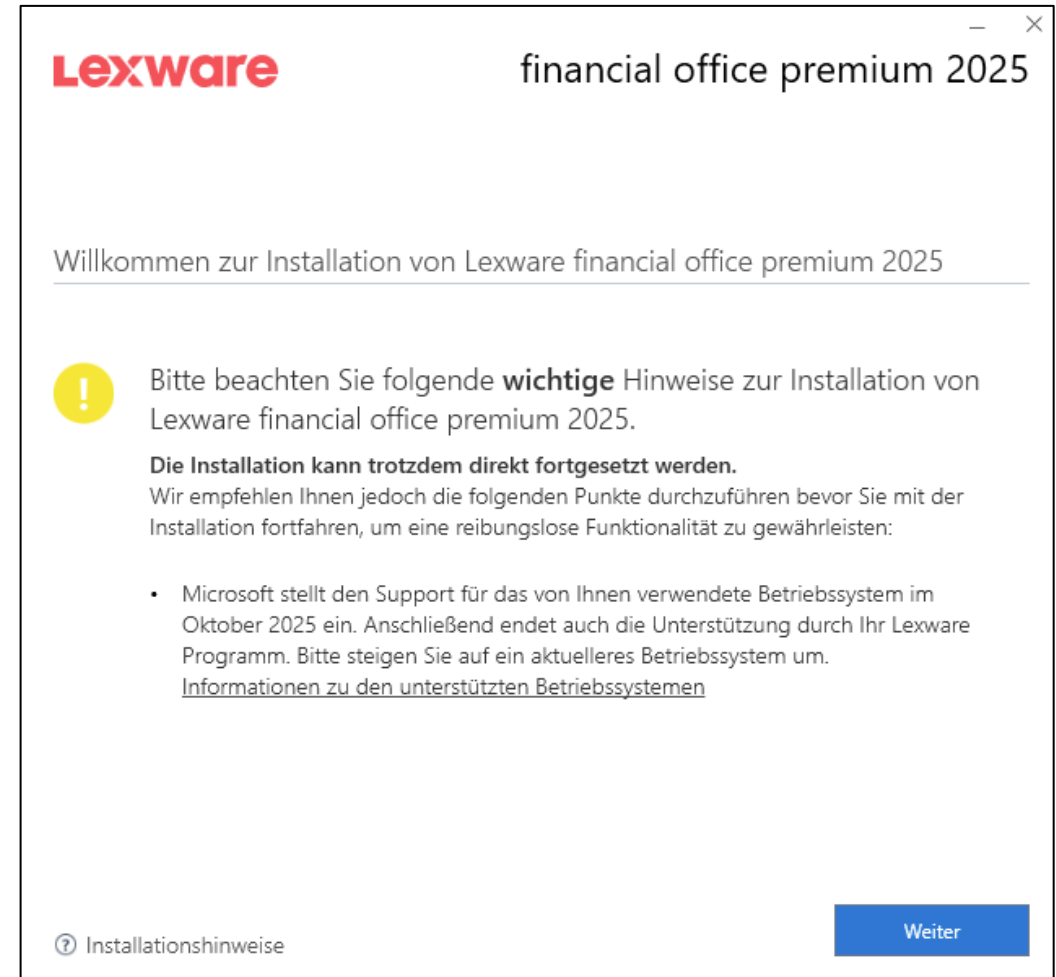 Lexware
financial office premium 2025
Willkommen zur Installation von Lexware financial office premium 2025
Bitte beachten Sie folgende wichtige Hinweise zur Installation von
Lexware financial office premium 2025.
Die Installation kann trotzdem direkt fortgesetzt werden.
Wir empfehlen Ihnen jedoch die folgenden Punkte durchzuführen bevor Sie mit der
Installation fortfahren, um eine reibungslose Funktionalität zu gewährleisten:
• Microsoft stellt den Support für das von Ihnen verwendete Betriebssystem im
Oktober 2025 ein. Anschließend endet auch die Unterstützung durch Ihr Lexware
Programm. Bitte steigen Sie auf ein aktuelleres Betriebssystem um.
Informationen zu den unterstützten Betriebssystemen
Installationshinweise
Weiter